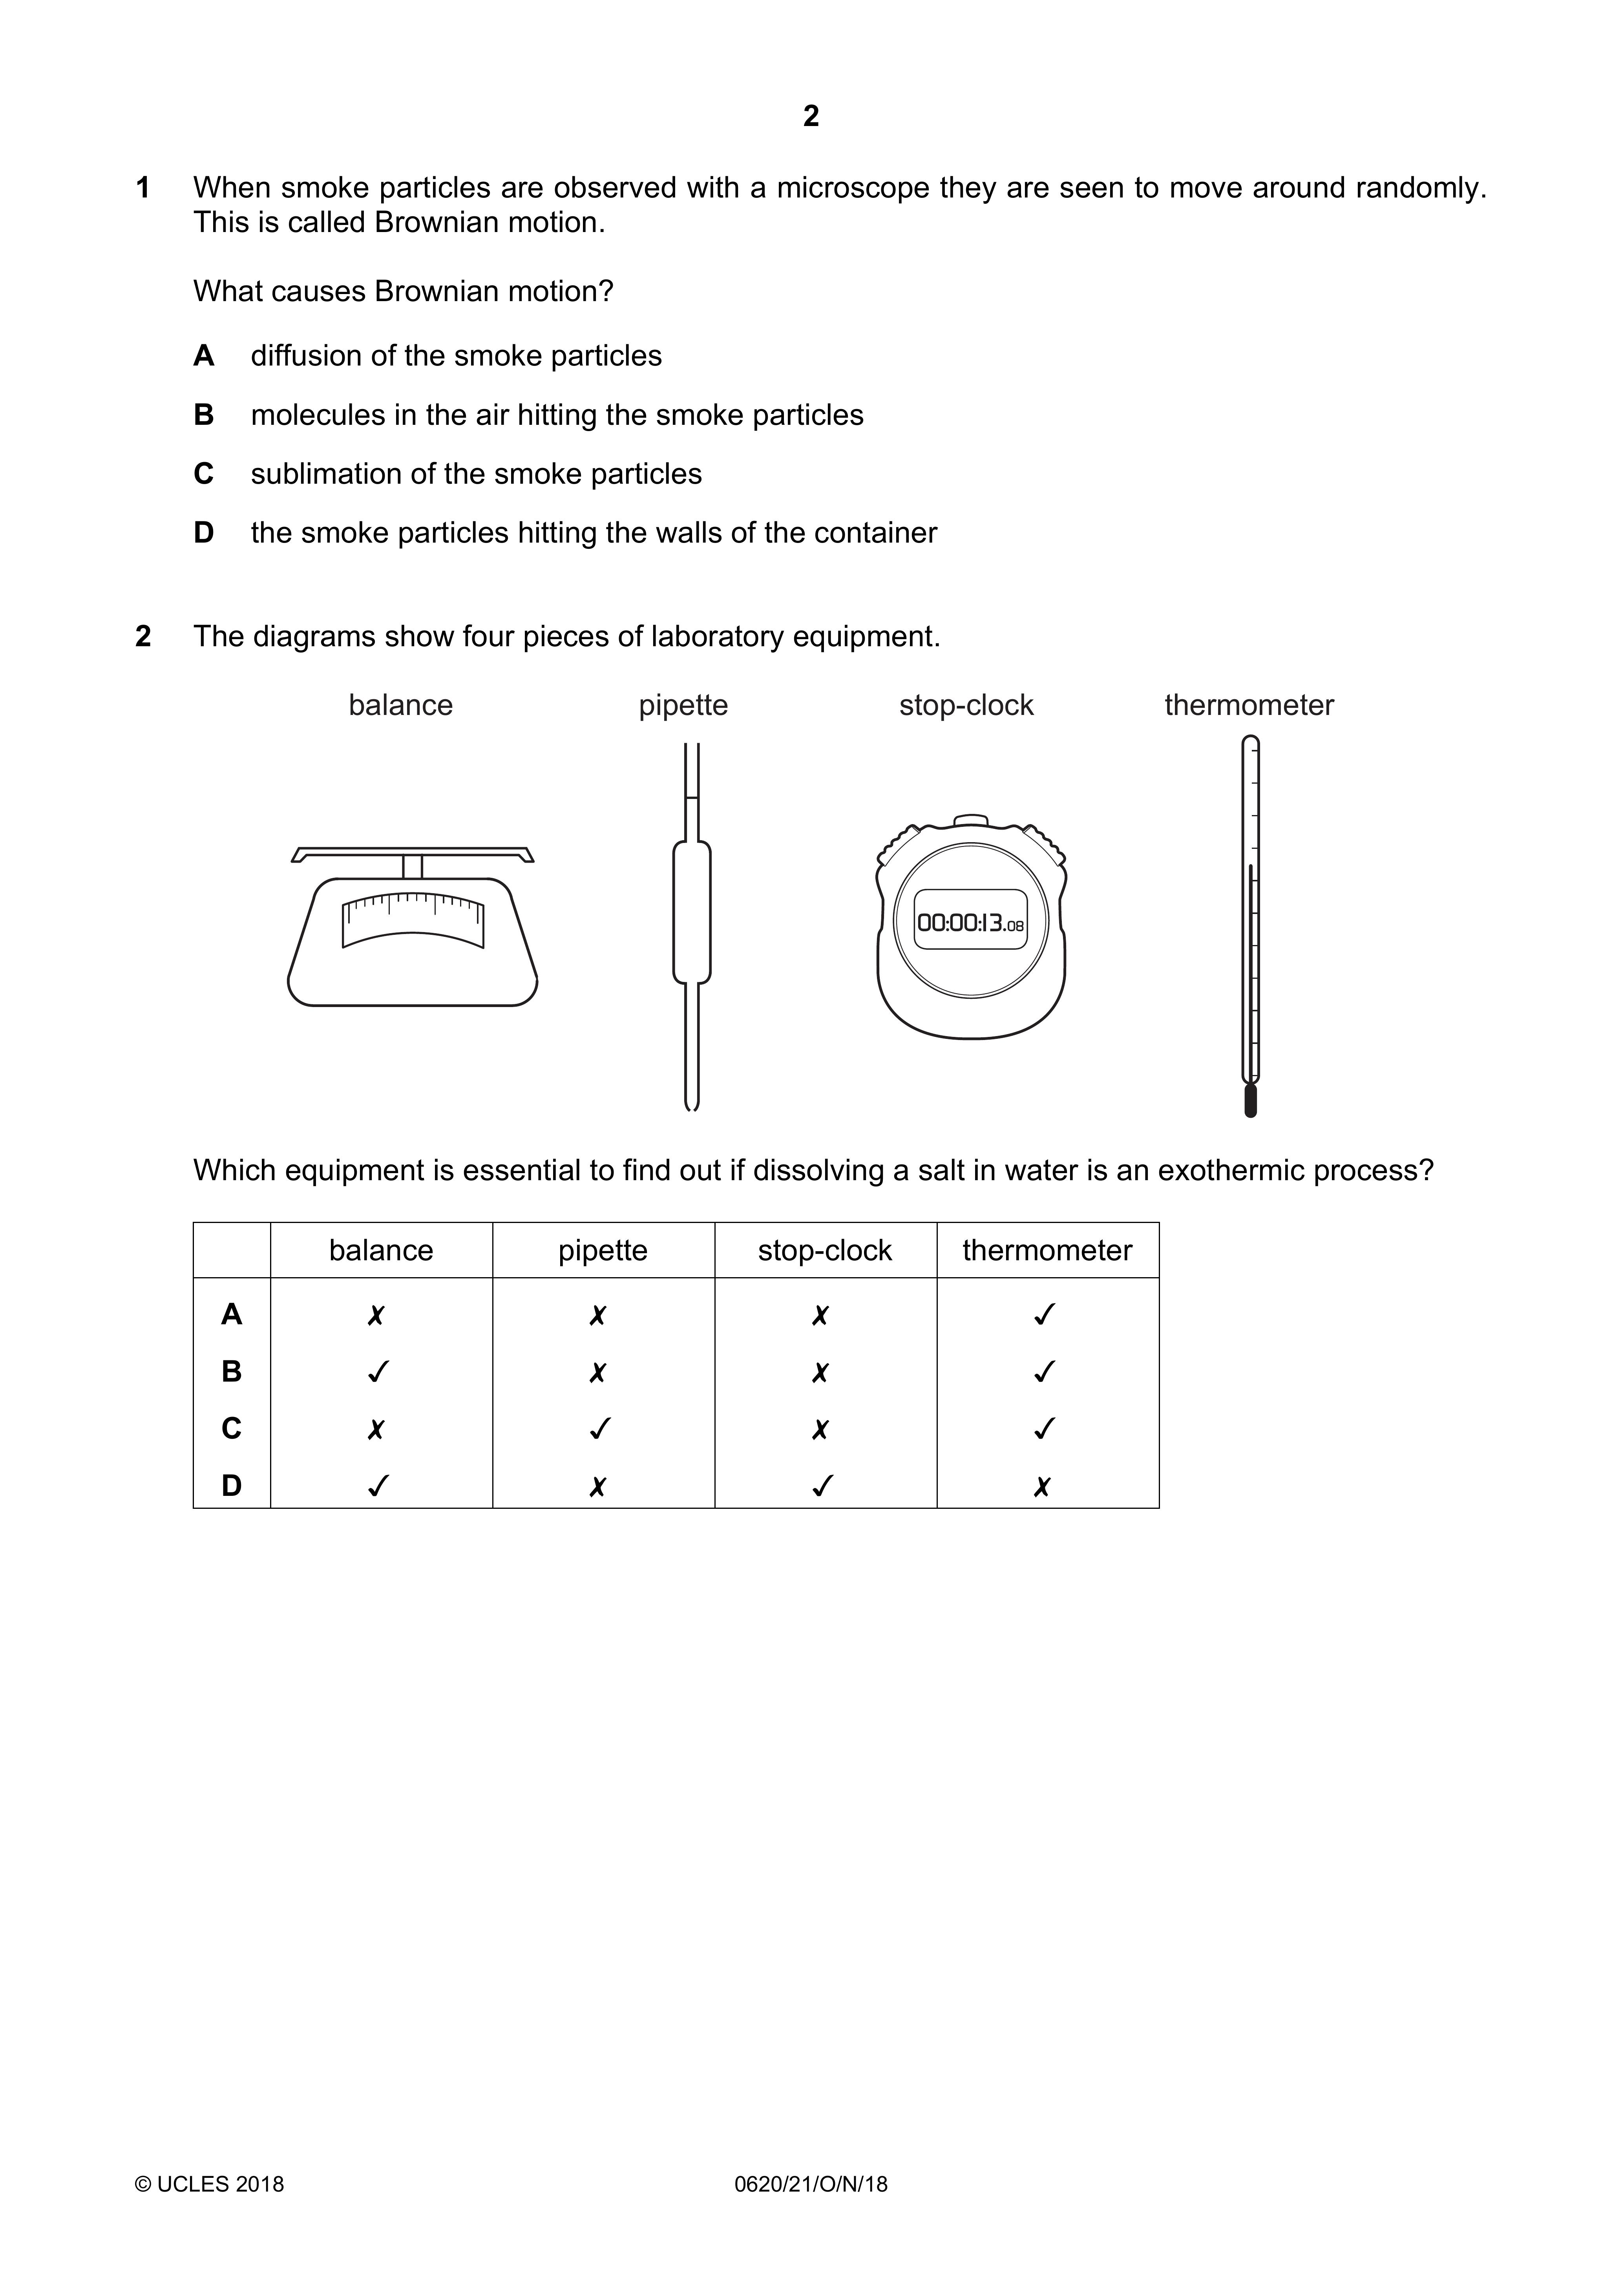 2
1 When smoke particles are observed with a microscope they are seen to move around randomly.
This is called Brownian motion.
What causes Brownian motion?
A diffusion of the smoke particles
B molecules in the air hitting the smoke particles
C sublimation of the smoke particles
D the smoke particles hitting the walls of the container
2 The diagrams show four pieces of laboratory equipment.
balance pipette stop-clock thermometer
00:00:13.08
Which equipment is essential to find out if dissolving a salt in water is an exothermic process?
balance pipette stop-clock thermometer
A ✗ ✗ ✗ ✓
B ✓ ✗ ✗ ✓
C ✗ ✓ ✗ ✓
D ✓ ✗ ✓ ✗
© UCLES 2018 0620/21/O/N/18